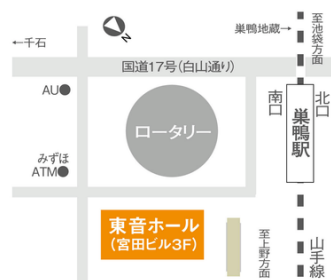 巣鴨地蔵→
至池袋方面
←千石
N
国道17号(白山通り)
AU
南口
北口
巣鴨駅
ロータリー
みずほ
ATM
東音ホール
(宮田ビル3F)
至上野方面
山手線